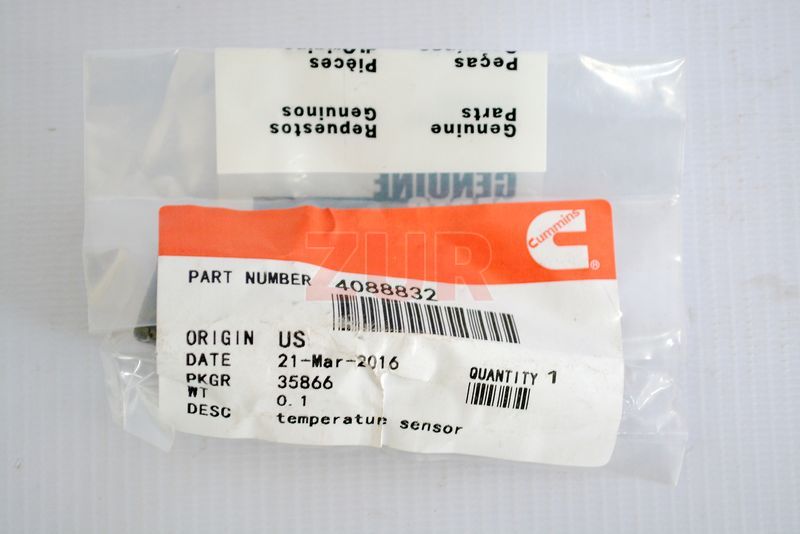 Genuine Parts
Repuestos Genuinos
Peças
Pièces
d'Origine
GENUINE
Cummins
®
ZUR
PART NUMBER 4088832
ORIGIN US
DATE 21-Mar-2016
PKGR 35866
WT 0.1
DESC temperatur sensor
QUANTITY 1